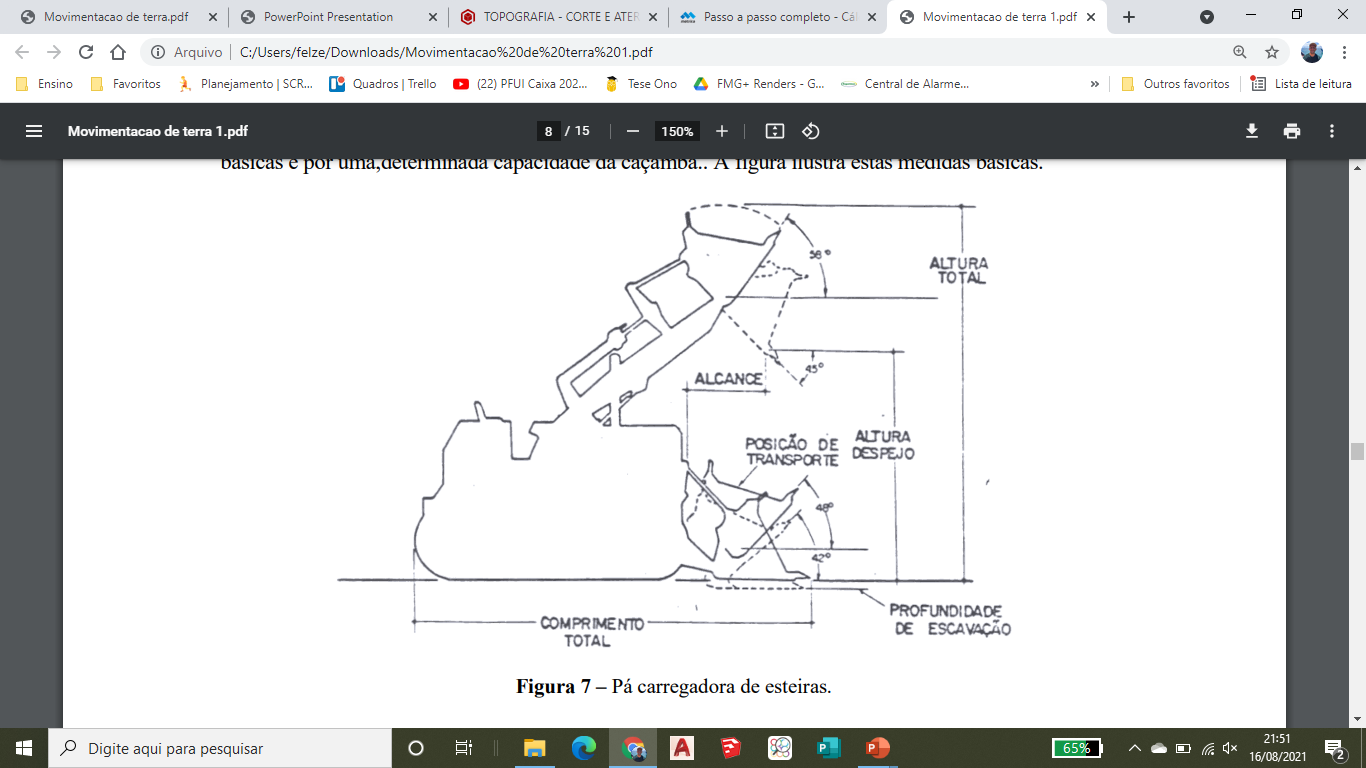 Movimentacao de terra.pdf
PowerPoint Presentation
TOPOGRAFIA - CORTE E ATER
Passo a passo completo - Cál
Movimentacao de terra 1.pdf
Arquivo
C:/Users/felze/Downloads/Movimentacao%20de%20terra%201.pdf
Ensino
Favoritos
Planejamento | SCR...
Quadros | Trello
(22) PFUI Caixa 202...
Tese Ono
FMG+ Renders - G...
Central de Alarme...
»
Outros favoritos
Lista de leitura
Movimentacao de terra 1.pdf
8 / 15
150%
básicas e por uma,determinada capacidade da caçamba.. A figura ilustra estas medidas básicas.
58°
ALTURA
TOTAL
45°
ALCANCE
POSICÃO DE
TRANSPORTE
ALTURA
DESPEJO
48°
42°
PROFUNDIDADE
DE ESCAVAÇÃO
COMPRIMENTO
TOTAL
Figura 7 – Pá carregadora de esteiras.
Digite aqui para pesquisar
65%
21:51
16/08/2021
2